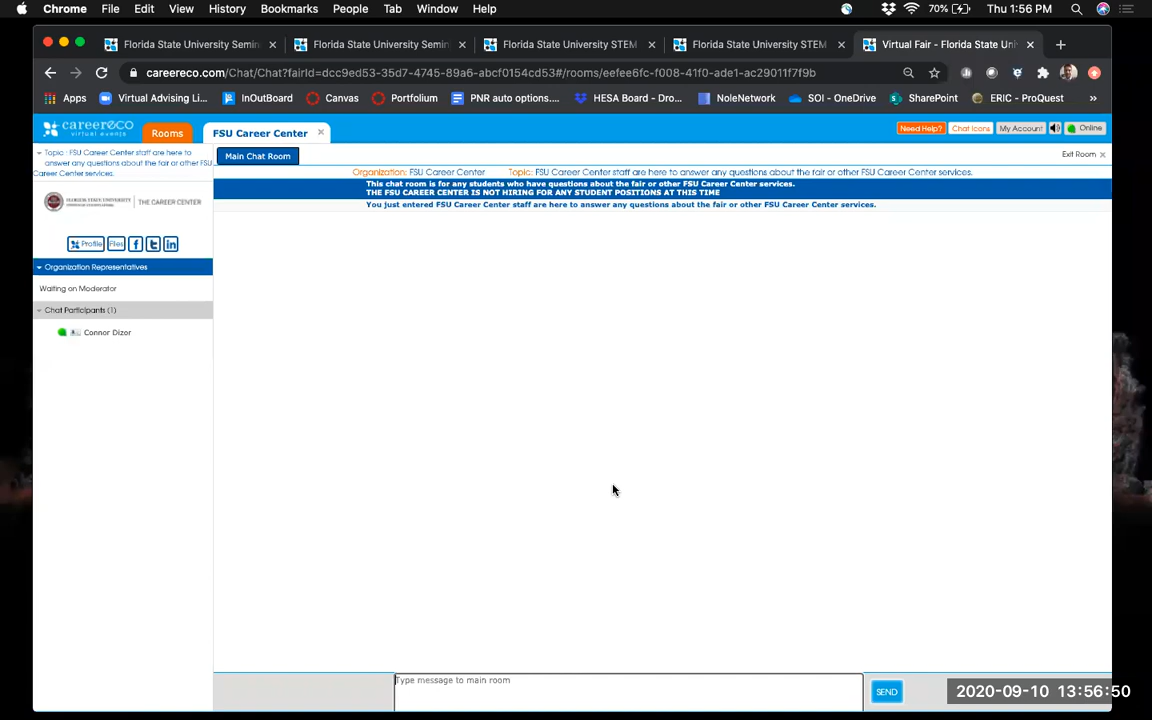 Chrome File Edit View History Bookmarks People Tab Window Help 70% Thu 1:56 PM
Florida State University Semin Florida State University Semin Florida State University STEM Florida State University STEM Virtual Fair - Florida State Uni
careereco.com/Chat/Chat?fairId=dcc9ed53-35d7-4745-89a6-abcf0154cd53#/rooms/eefee6fc-f008-41f0-ade1-ac29011f7f9b
Apps Virtual Advising Li... InOutBoard Canvas Portfolium PNR auto options.... HESA Board - Dro... NoleNetwork SOI - OneDrive SharePoint ERIC - ProQuest »
careereco Rooms FSU Career Center × Need Help? Chat Icons My Account Online
virtual events
Topic : FSU Career Center staff are here to
answer any questions about the fair or other FSU
Career Center services.
Main Chat Room
Exit Room ×
Organization: FSU Career Center Topic: FSU Career Center staff are here to answer any questions about the fair or other FSU Career Center services.
This chat room is for any students who have questions about the fair or other FSU Career Center services.
THE FSU CAREER CENTER IS NOT HIRING FOR ANY STUDENT POSITIONS AT THIS TIME
You just entered FSU Career Center staff are here to answer any questions about the fair or other FSU Career Center services.
FLORIDA STATE UNIVERSITY THE CAREER CENTER
Profile Files f t in
Organization Representatives
Waiting on Moderator
Chat Participants (1)
Connor Dizor
Type message to main room
SEND
2020-09-10 13:56:50